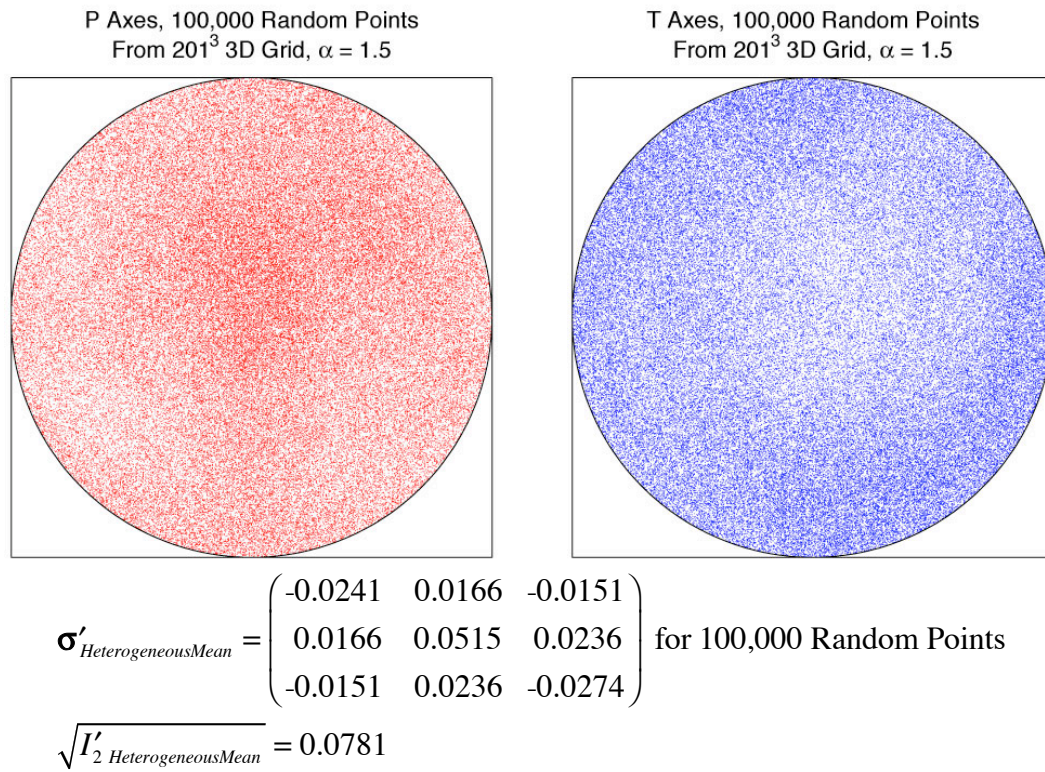 P Axes, 100,000 Random Points
From 201³ 3D Grid, α = 1.5
T Axes, 100,000 Random Points
From 201³ 3D Grid, α = 1.5
-0.0241 0.0166 -0.0151
σ′HeterogeneousMean = 0.0166 0.0515 0.0236 for 100,000 Random Points
-0.0151 0.0236 -0.0274
√I′2 HeterogeneousMean = 0.0781